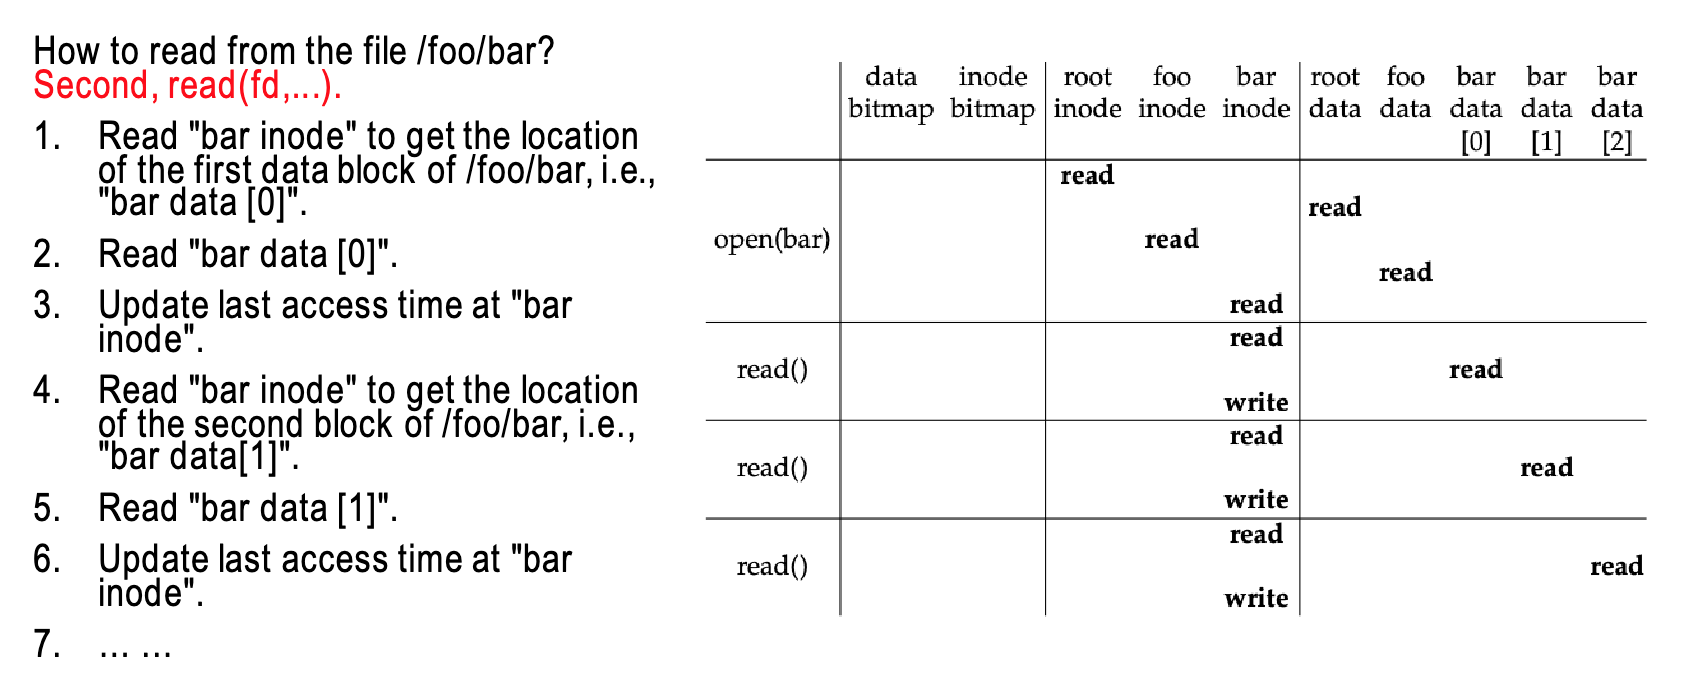 How to read from the file /foo/bar?
Second, read(fd,...).
1. Read "bar inode" to get the location
of the first data block of /foo/bar, i.e.,
"bar data [0]".
2. Read "bar data [0]".
3. Update last access time at "bar
inode".
4. Read "bar inode" to get the location
of the second block of /foo/bar, i.e.,
"bar data[1]".
5. Read "bar data [1]".
6. Update last access time at "bar
inode".
7. ... ...
data inode root foo bar root foo bar bar bar
bitmap bitmap inode inode inode data data data data data
[0] [1] [2]
read
read
open(bar) read
read
read
read
read() read
write
read
read() read
write
read
read() read
write